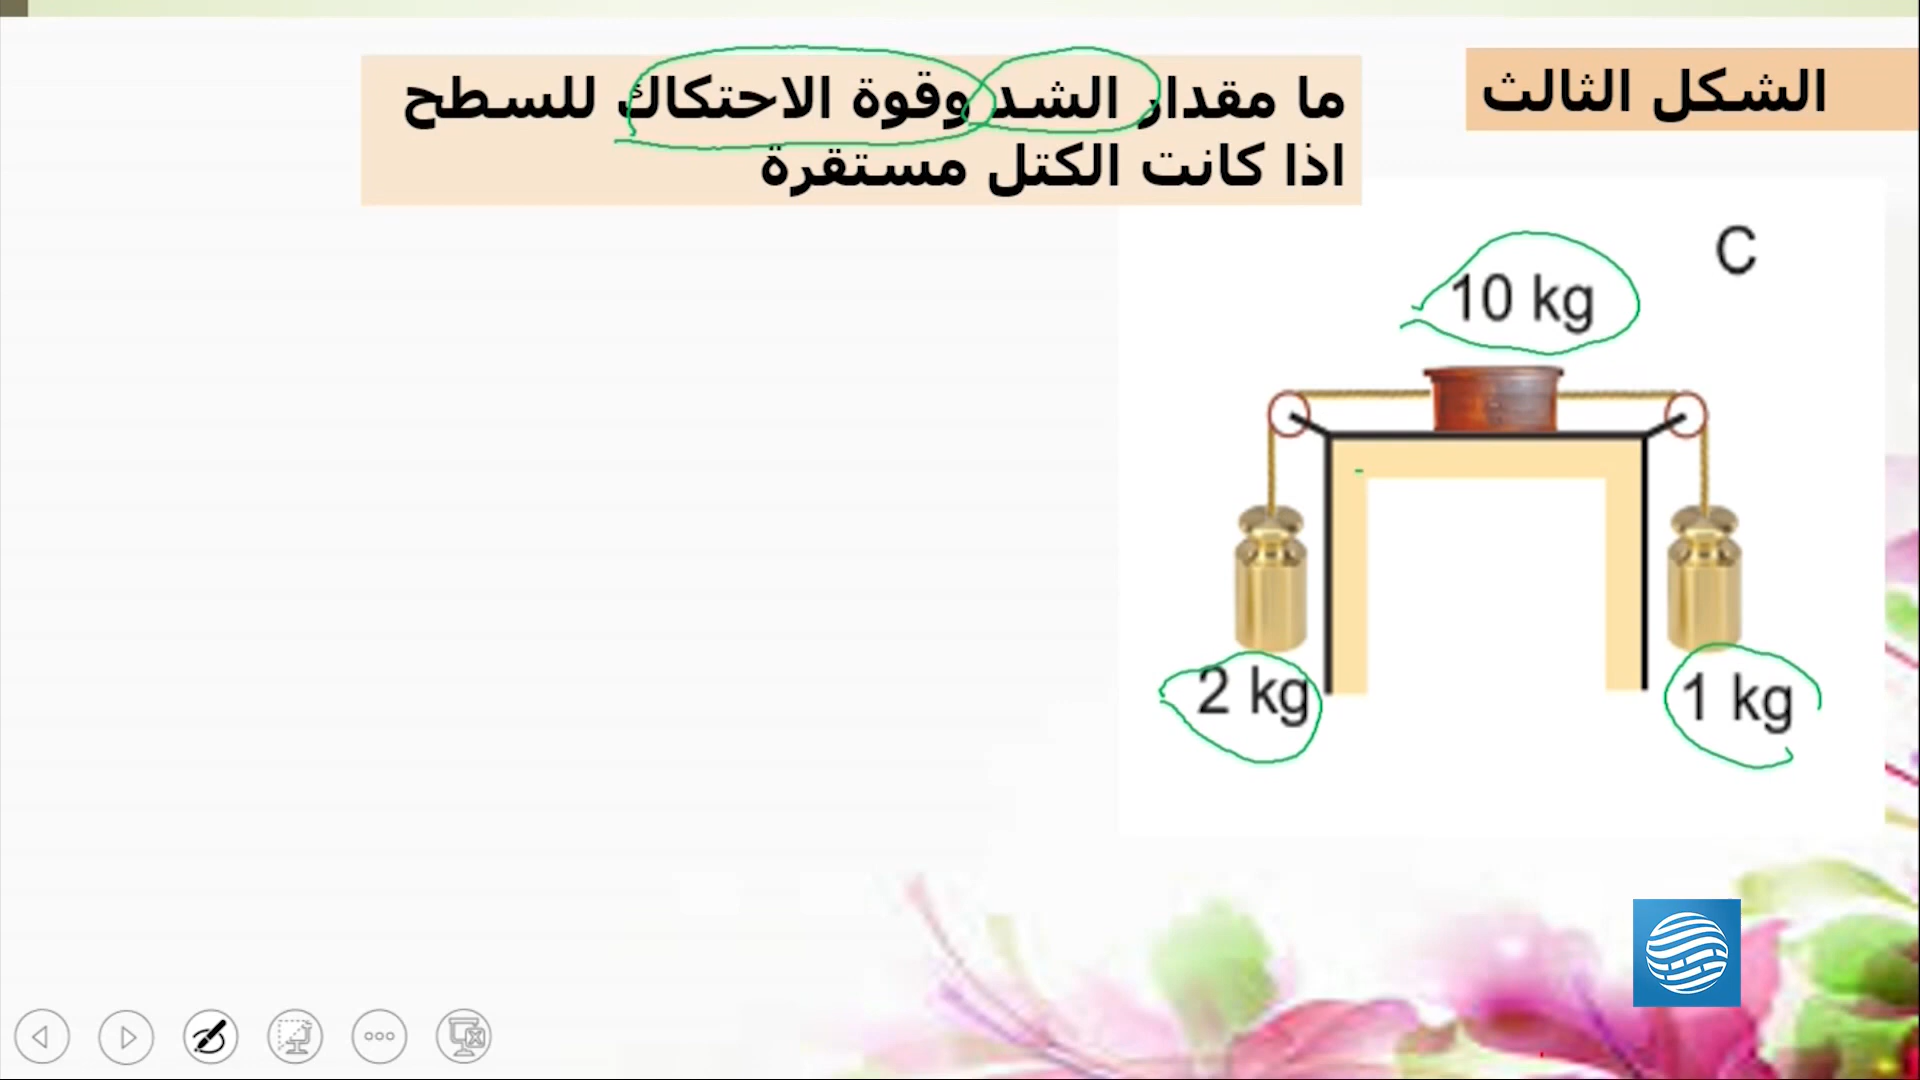 الشكل الثالث
ما مقدار الشد وقوة الاحتكاك للسطح
اذا كانت الكتل مستقرة
C
10 kg
2 kg
1 kg